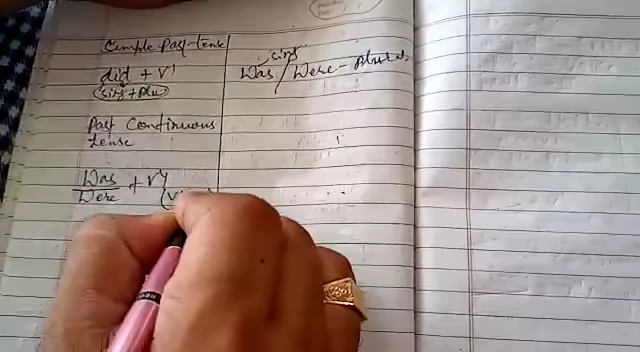 Simple Past-tense
did + V¹
(sing + Plu)
Sing
Was / Were - Plural
Past Continuous
tense
Was
Were + V4